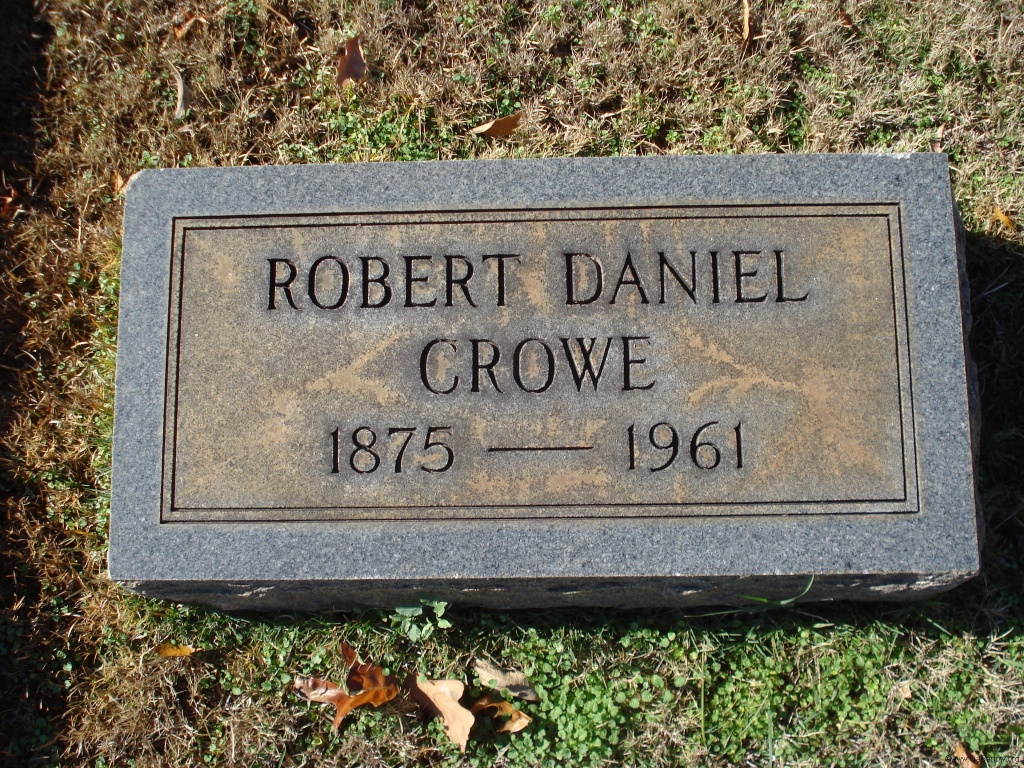 ROBERT DANIEL
CROWE
1875 — 1961